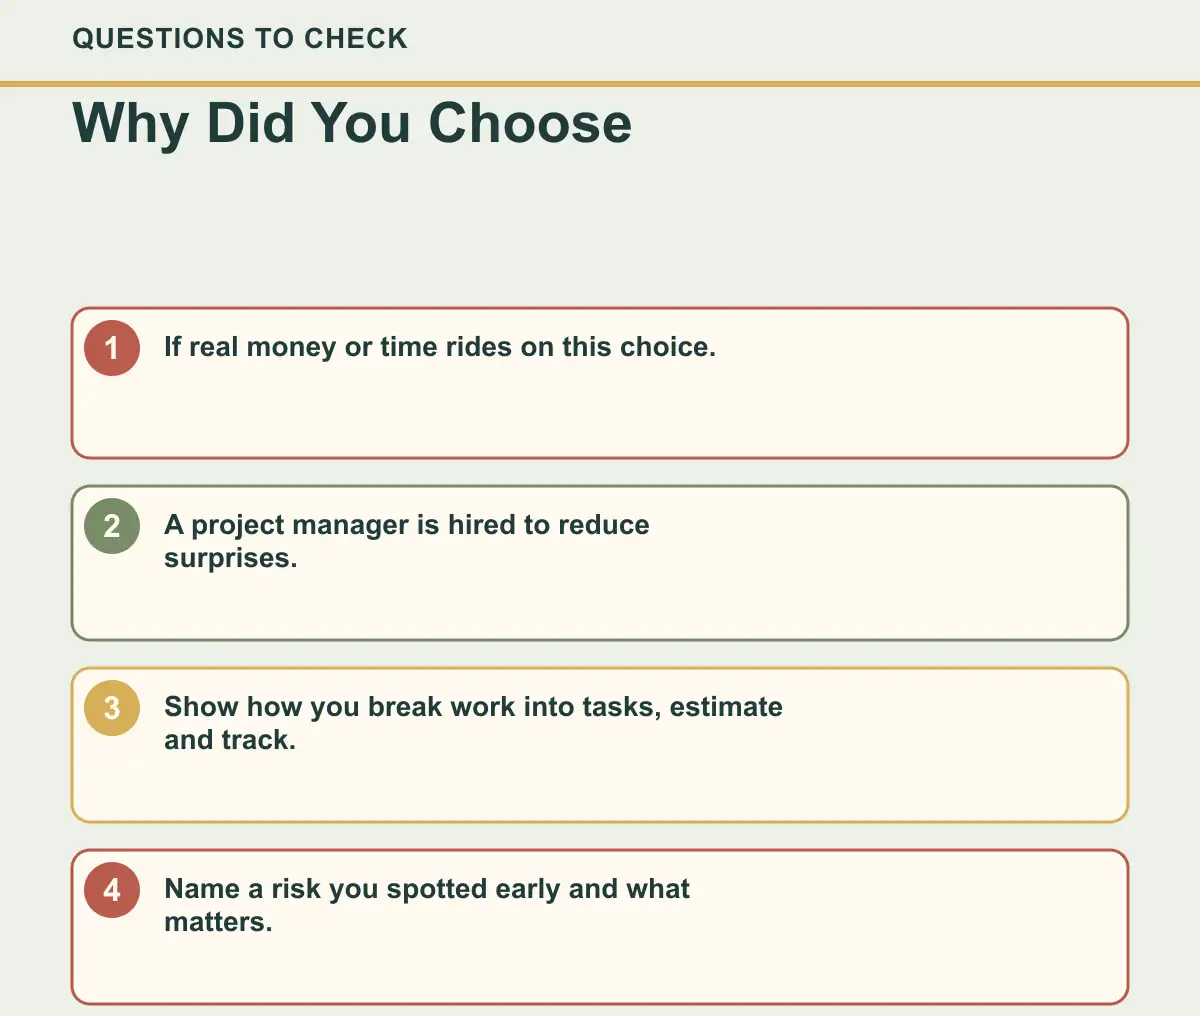 QUESTIONS TO CHECK
Why Did You Choose
1
If real money or time rides on this choice.
2
A project manager is hired to reduce
surprises.
3
Show how you break work into tasks, estimate
and track.
4
Name a risk you spotted early and what
matters.